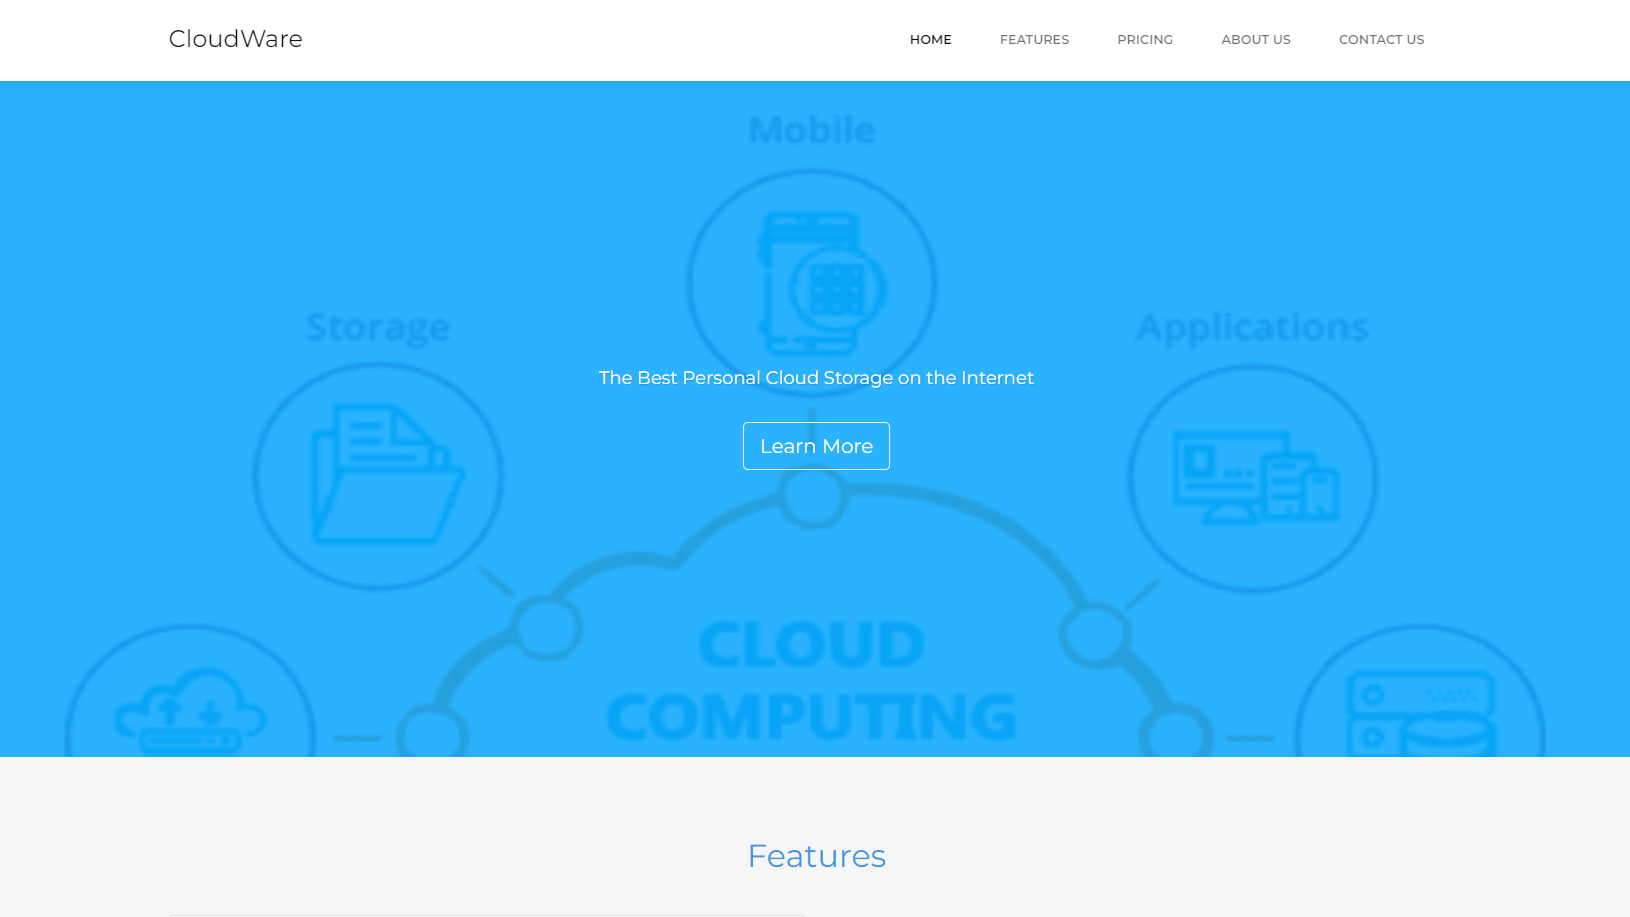 CloudWare
HOME FEATURES PRICING ABOUT US CONTACT US
Mobile
Storage
Applications
The Best Personal Cloud Storage on the Internet
Learn More
CLOUD
COMPUTING
Features